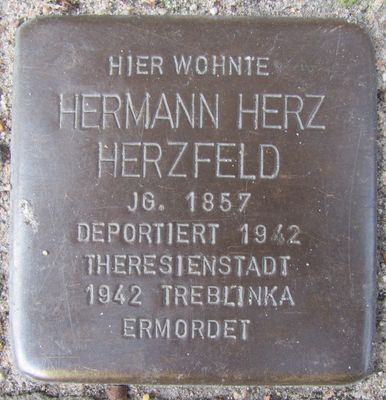 HIER WOHNTE
HERMANN HERZ
HERZFELD
JG. 1857
DEPORTIERT 1942
THERESIENSTADT
1942 TREBLINKA
ERMORDET